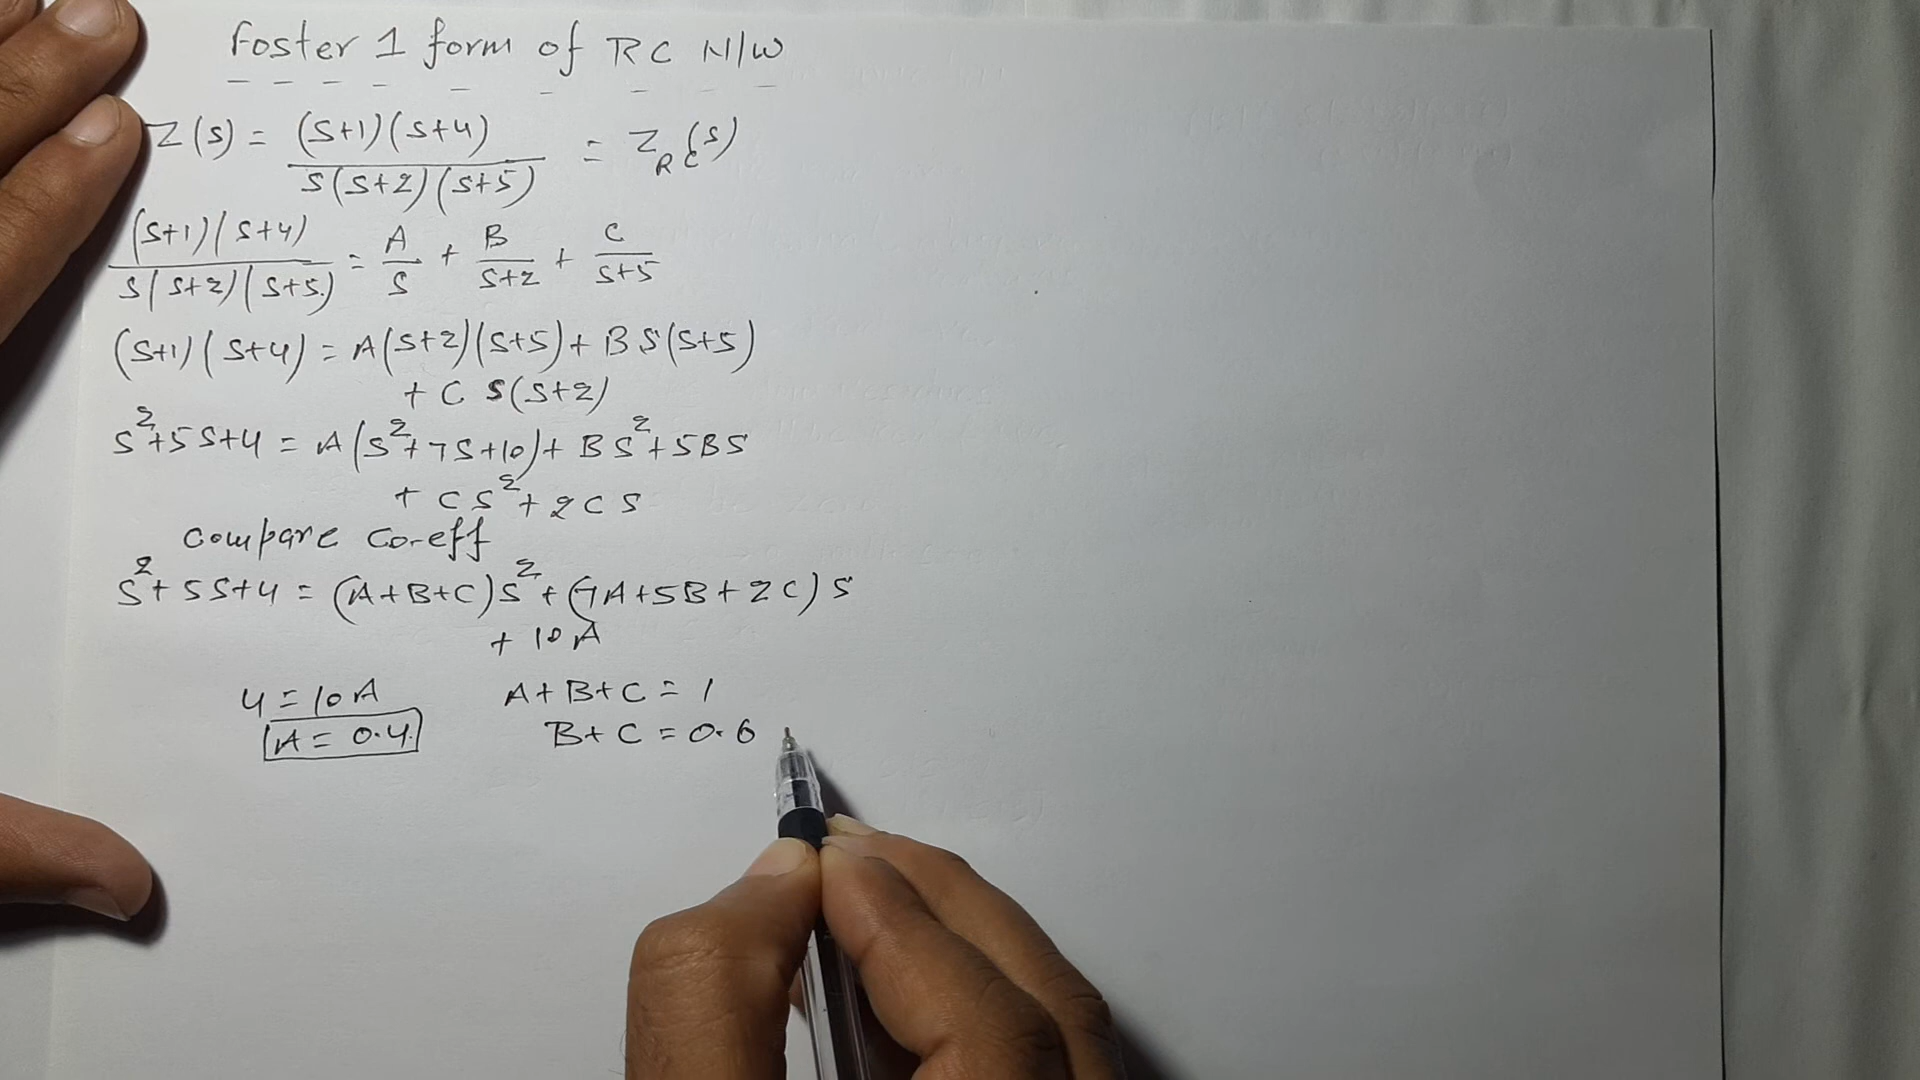 Foster 1 form of RC N/W
Z(s) = (s+1)(s+4) / s(s+2)(s+5) = Z_RC(s)
(s+1)(s+4) / s(s+2)(s+5) = A/s + B/s+2 + C/s+5
(s+1)(s+4) = A(s+2)(s+5) + B s(s+5)
+ C s(s+2)
s²+5s+4 = A(s²+7s+10) + Bs²+5Bs
+ Cs²+2Cs
Compare Co-eff
s²+5s+4 = (A+B+C)s² + (7A+5B+2C)s
+ 10A
4 = 10A A+B+C = 1
A = 0.4 B+C = 0.6